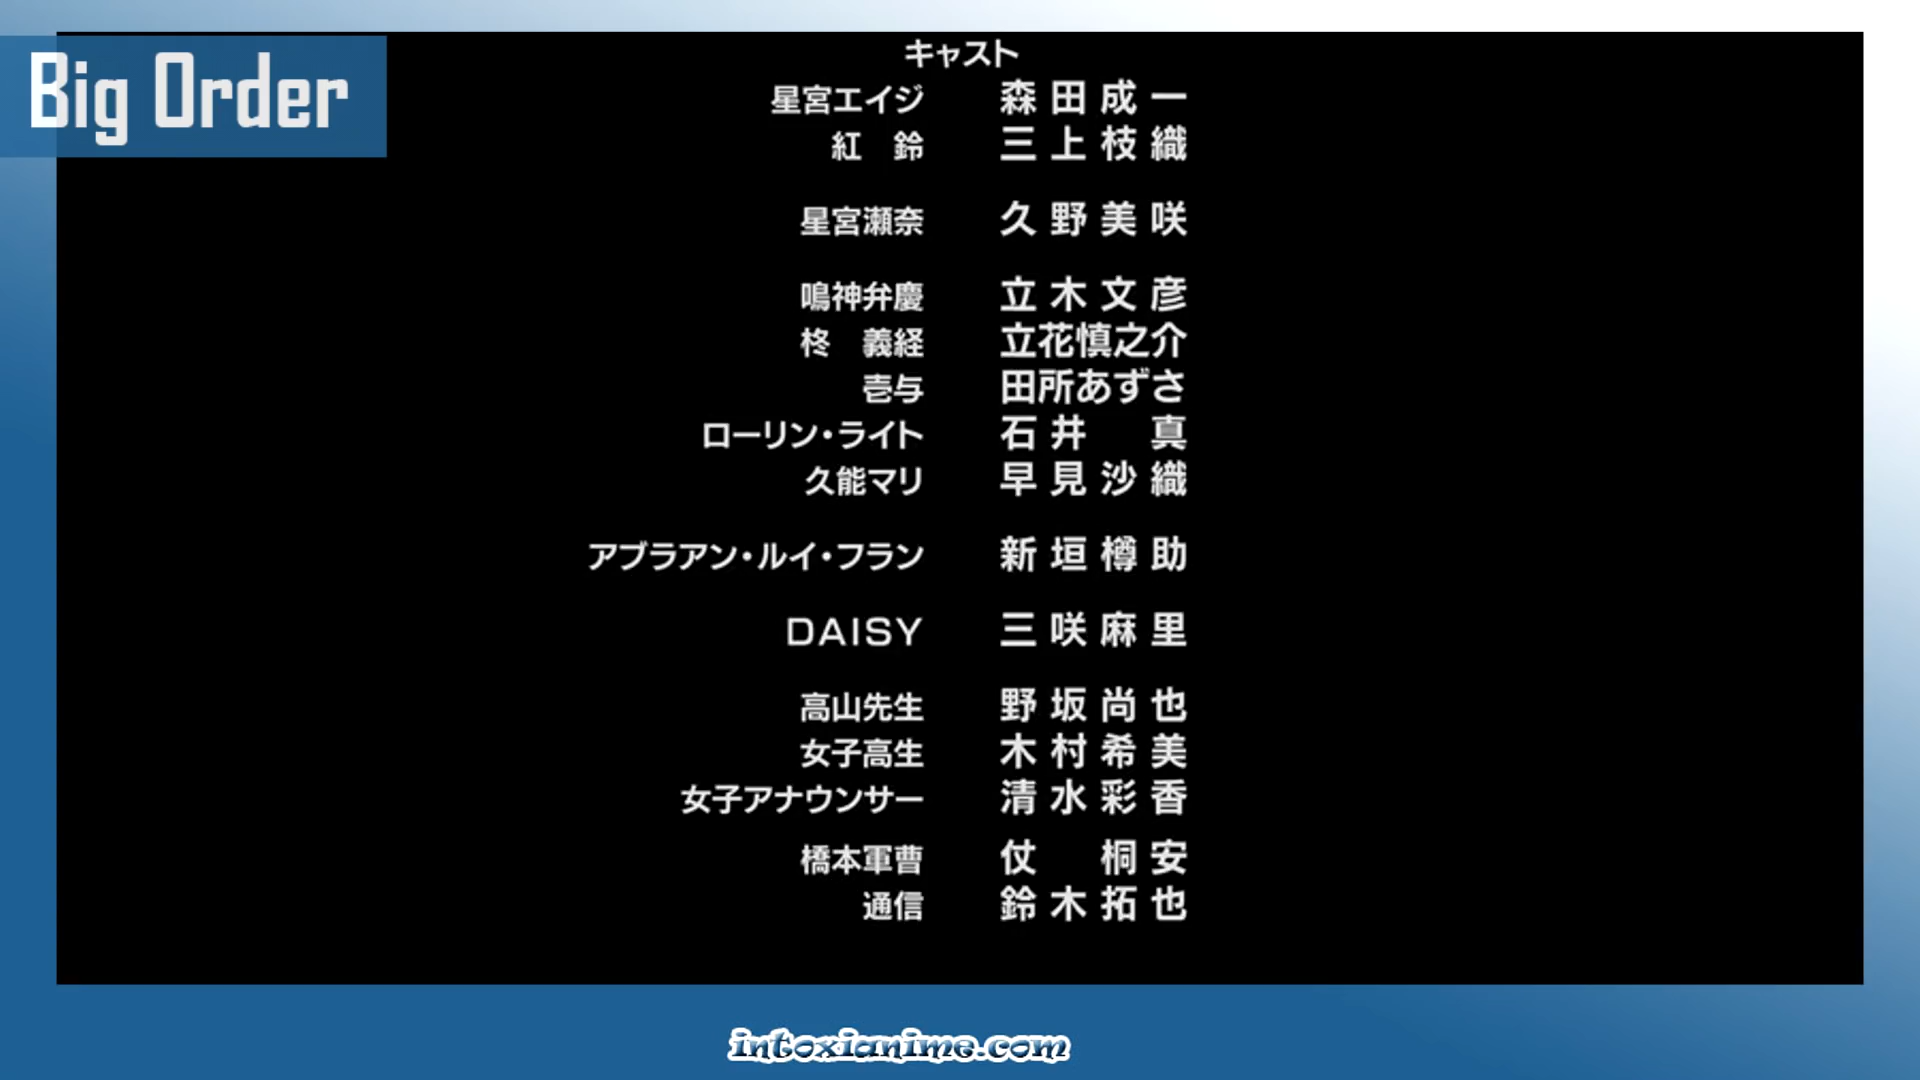 Big Order
キャスト
星宮エイジ 森田成一
紅 鈴 三上枝織
星宮瀬奈 久野美咲
鳴神弁慶 立木文彦
柊 義経 立花慎之介
壱与 田所あずさ
ローリン・ライト 石井 真
久能マリ 早見沙織
アブラアン・ルイ・フラン 新垣樽助
DAISY 三咲麻里
高山先生 野坂尚也
女子高生 木村希美
女子アナウンサー 清水彩香
橋本軍曹 仗 桐安
通信 鈴木拓也
intoxianime.com